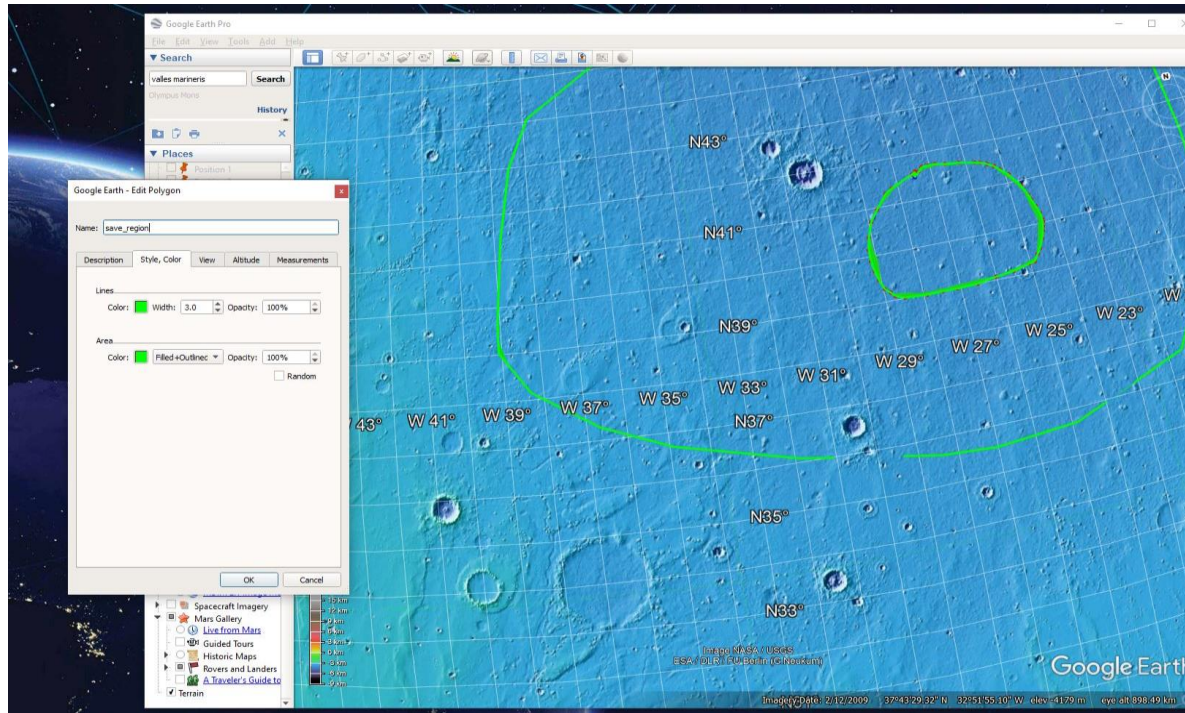 Google Earth Pro
File Edit View Tools Add Help
▼ Search
valles marineris Search
Olympus Mons
History
▼ Places
Position 1
Google Earth - Edit Polygon
Name: save_region
Description Style, Color View Altitude Measurements
Lines
Color: Width: 3.0 Opacity: 100%
Area
Color: Filled+Outlinec Opacity: 100%
Random
OK Cancel
Spacecraft Imagery
Mars Gallery
Live from Mars
Guided Tours
Historic Maps
Rovers and Landers
A Traveler's Guide to
Terrain
N
N43°
N41°
N39°
N37°
N35°
N33°
43° W 41° W 39° W 37° W 35° W 33° W 31° W 29° W 27° W 25° W 23° W
12 km
Image NASA / USGS
ESA / DLR / FU Berlin (G.Neukum)
Google Earth
Imagery Date: 2/12/2009 37°43'29.32" N 32°51'55.10" W elev -4179 m eye alt 898.49 km